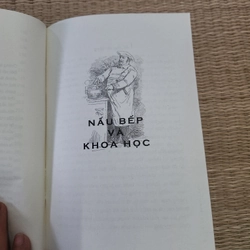 NẤU BẾP
VÀ
KHOA HỌC